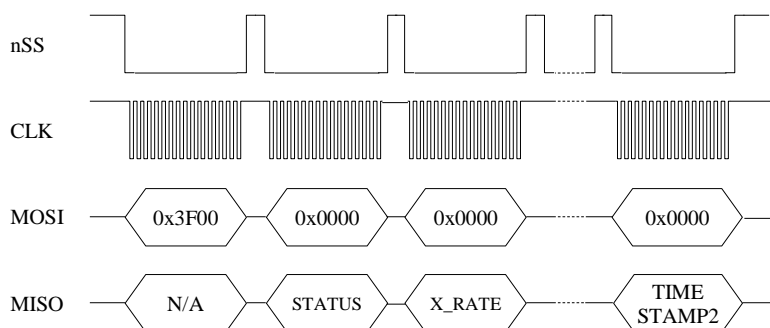 nSS
CLK
MOSI 0x3F00 0x0000 0x0000 0x0000
MISO N/A STATUS X_RATE TIME
STAMP2